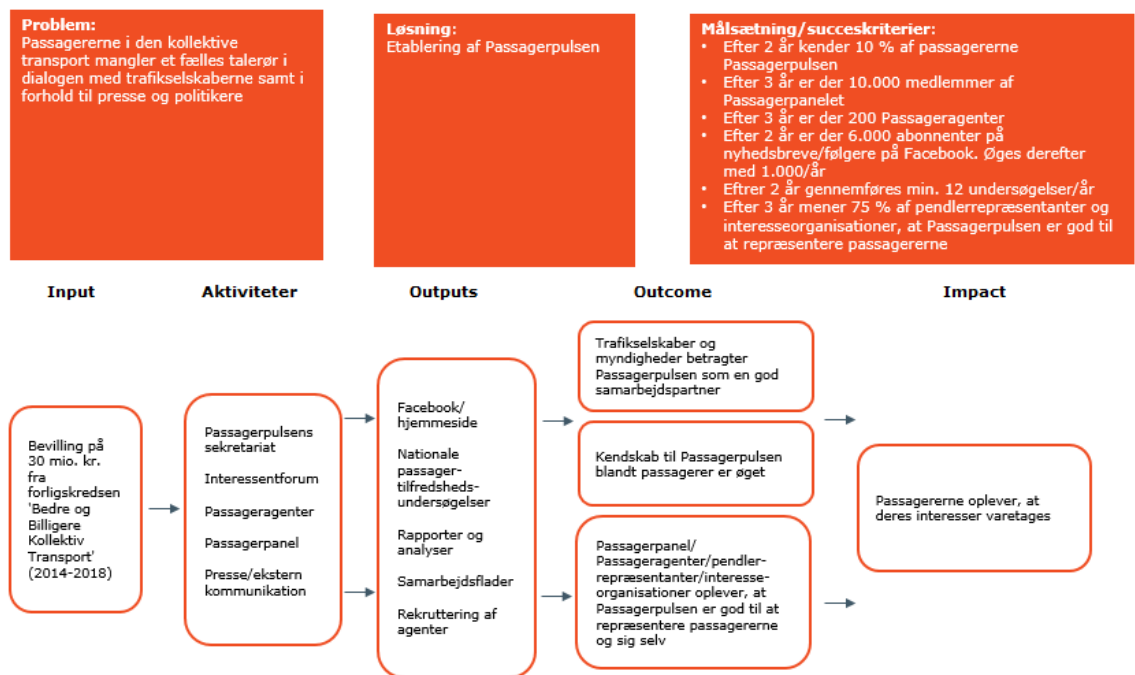 Problem:
Passagererne i den kollektive
transport mangler et fælles talerør i
dialogen med trafikselskaberne samt i
forhold til presse og politikere
Løsning:
Etablering af Passagerpulsen
Målsætning/succeskriterier:
• Efter 2 år kender 10 % af passagererne
Passagerpulsen
• Efter 3 år er der 10.000 medlemmer af
Passagerpanelet
• Efter 3 år er der 200 Passageragenter
• Efter 2 år er der 6.000 abonnenter på
nyhedsbreve/følgere på Facebook. Øges derefter
med 1.000/år
• Eftrer 2 år gennemføres min. 12 undersøgelser/år
• Efter 3 år mener 75 % af pendlerrepræsentanter og
interesseorganisationer, at Passagerpulsen er god til
at repræsentere passagererne
Input
Aktiviteter
Outputs
Outcome
Impact
Bevilling på
30 mio. kr.
fra
forligskredsen
'Bedre og
Billigere
Kollektiv
Transport'
(2014-2018)
Passagerpulsens
sekretariat
Interessentforum
Passageragenter
Passagerpanel
Presse/ekstern
kommunikation
Facebook/
hjemmeside
Nationale
passager-
tilfredsheds-
undersøgelser
Rapporter og
analyser
Samarbejdsflader
Rekruttering af
agenter
Trafikselskaber og
myndigheder betragter
Passagerpulsen som en god
samarbejdspartner
Kendskab til Passagerpulsen
blandt passagerer er øget
Passagerpanel/
Passageragenter/pendler-
repræsentanter/interesse-
organisationer oplever, at
Passagerpulsen er god til at
repræsentere passagererne
og sig selv
Passagererne oplever, at
deres interesser varetages